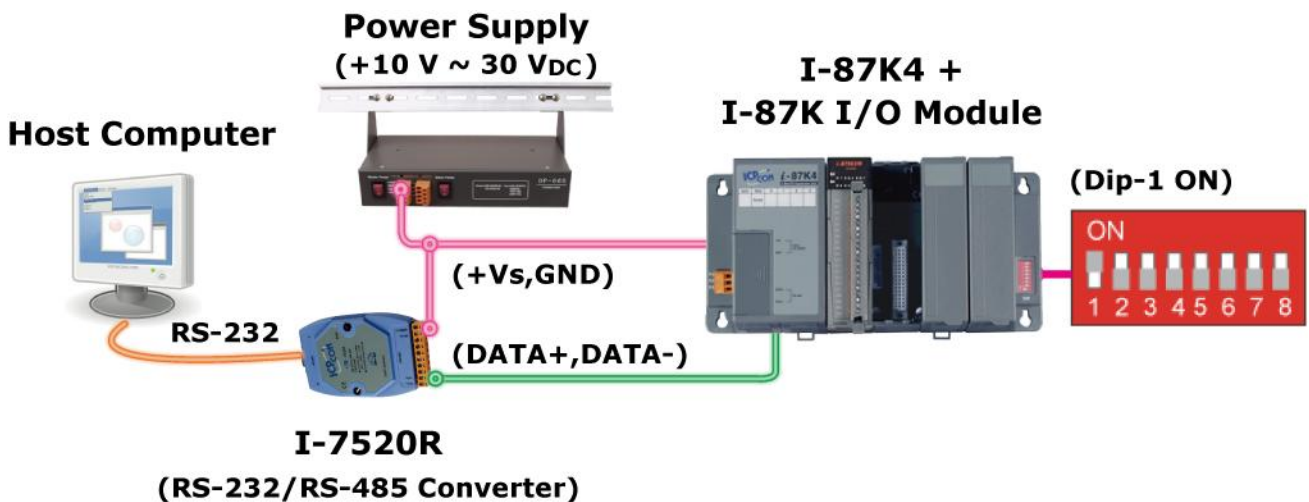 Power Supply
(+10 V ~ 30 VDC)
I-87K4 +
I-87K I/O Module
Host Computer
(Dip-1 ON)
ON
1 2 3 4 5 6 7 8
i-87K4
(+Vs,GND)
RS-232
(DATA+,DATA-)
I-7520R
(RS-232/RS-485 Converter)